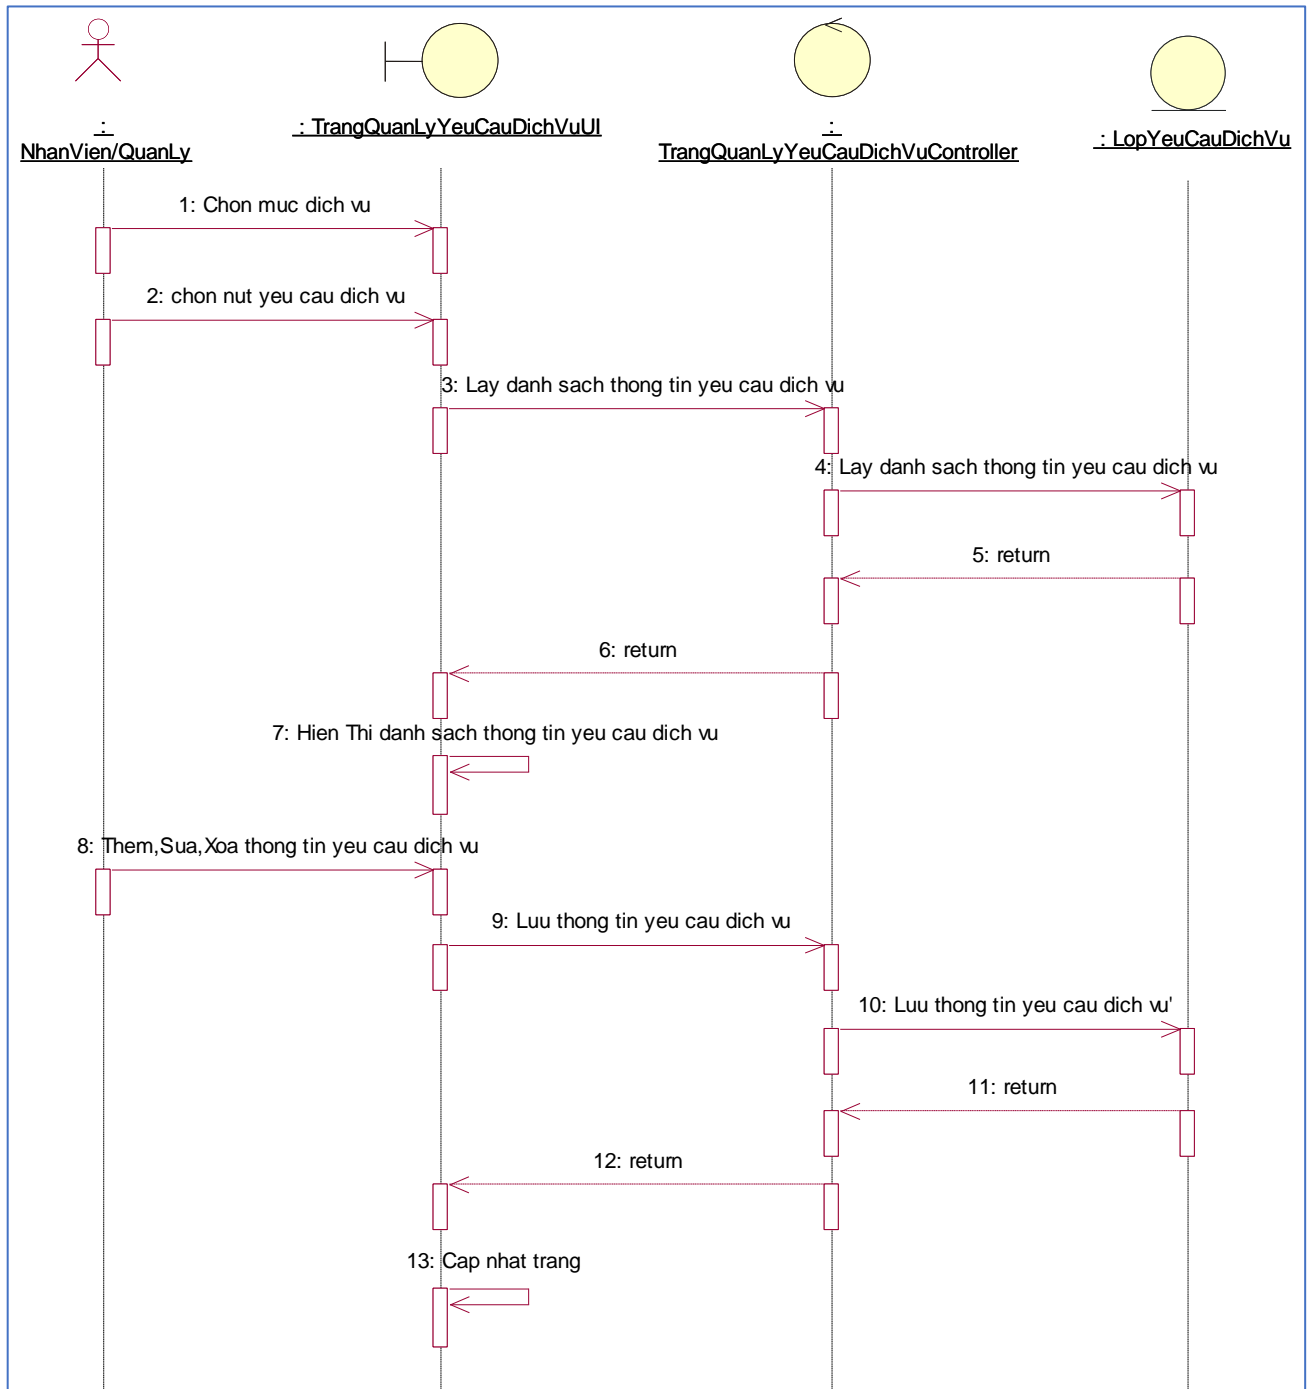 :
NhanVien/QuanLy
: TrangQuanLyYeuCauDichVuUI
:
TrangQuanLyYeuCauDichVuController
: LopYeuCauDichVu
1: Chon muc dich vu
2: chon nut yeu cau dich vu
3: Lay danh sach thong tin yeu cau dich vu
4: Lay danh sach thong tin yeu cau dich vu
5: return
6: return
7: Hien Thi danh sach thong tin yeu cau dich vu
8: Them,Sua,Xoa thong tin yeu cau dich vu
9: Luu thong tin yeu cau dich vu
10: Luu thong tin yeu cau dich vu'
11: return
12: return
13: Cap nhat trang